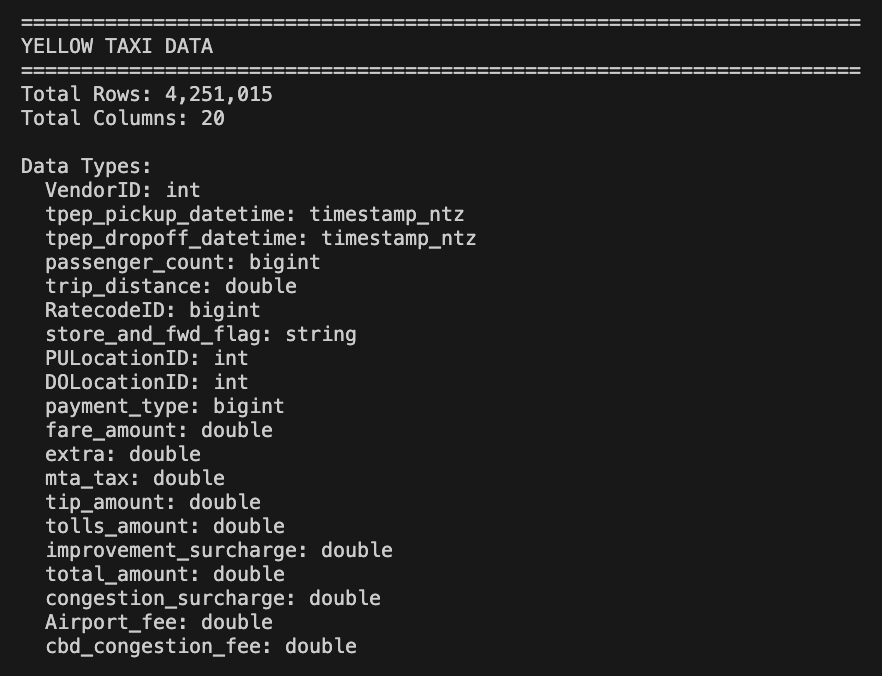 ======================================================================
YELLOW TAXI DATA
======================================================================
Total Rows: 4,251,015
Total Columns: 20

Data Types:
  VendorID: int
  tpep_pickup_datetime: timestamp_ntz
  tpep_dropoff_datetime: timestamp_ntz
  passenger_count: bigint
  trip_distance: double
  RatecodeID: bigint
  store_and_fwd_flag: string
  PULocationID: int
  DOLocationID: int
  payment_type: bigint
  fare_amount: double
  extra: double
  mta_tax: double
  tip_amount: double
  tolls_amount: double
  improvement_surcharge: double
  total_amount: double
  congestion_surcharge: double
  Airport_fee: double
  cbd_congestion_fee: double